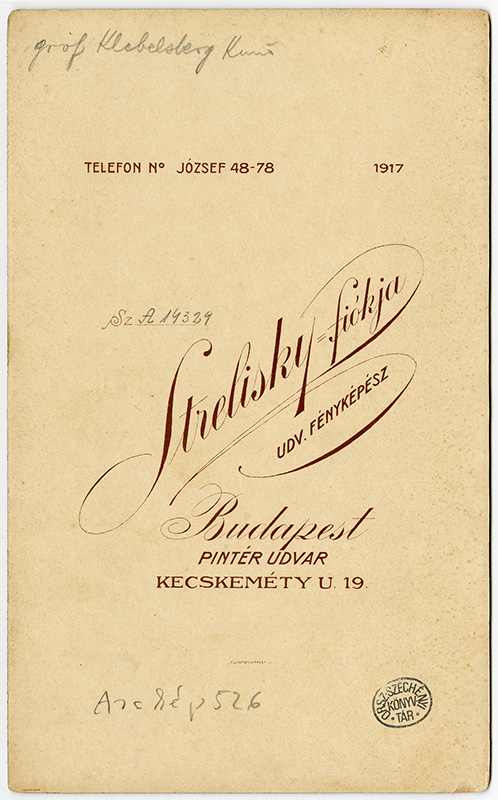 gróf Klebelsberg Kunó
TELEFON Nº JÓZSEF 48-78 1917
Sz A 14329
Strelisky=fiókja
UDV. FÉNYKÉPÉSZ
Budapest
PINTÉR UDVAR
KECSKEMÉTY U. 19.
Arckép 526
ORSZ. SZÉCHÉNYI
KÖNYV-
TÁR